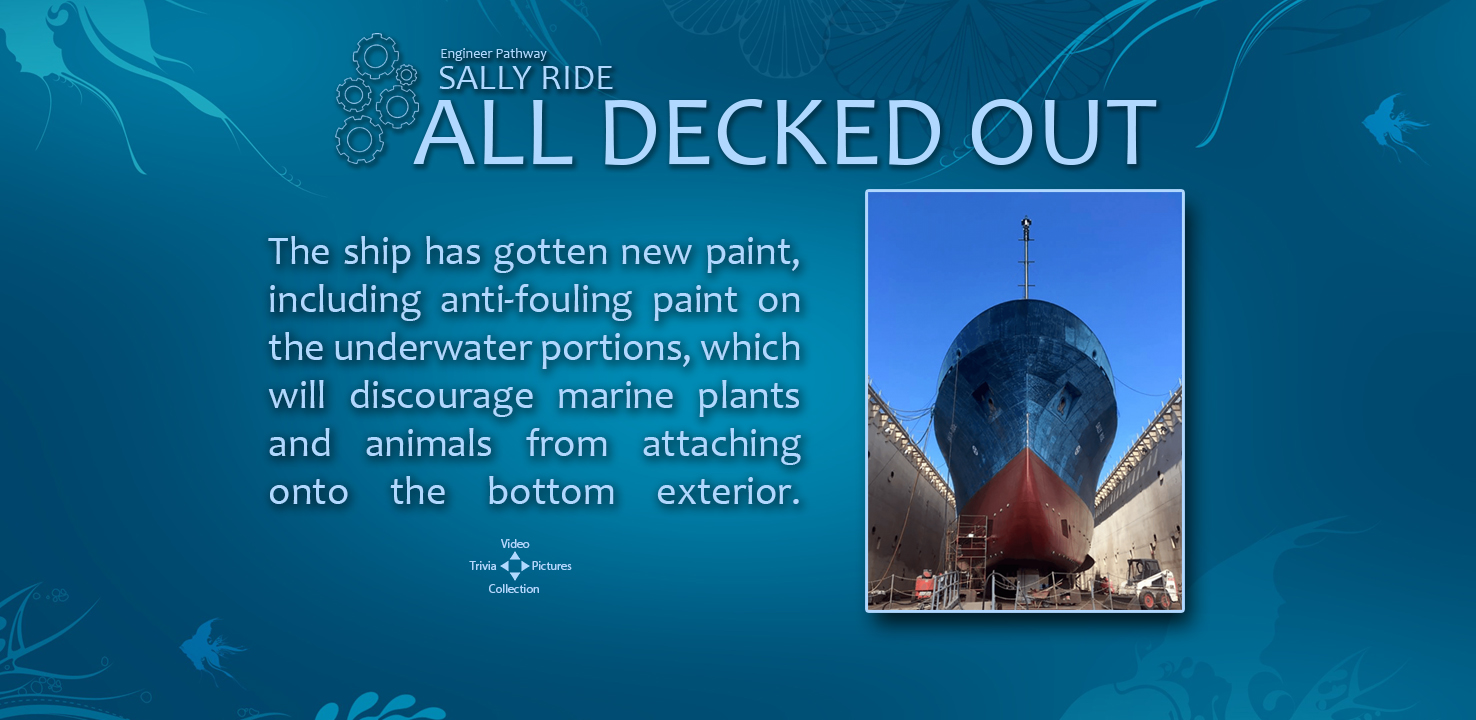 Engineer Pathway
SALLY RIDE
ALL DECKED OUT
The ship has gotten new paint,
including anti-fouling paint on
the underwater portions, which
will discourage marine plants
and animals from attaching
onto the bottom exterior.
Video
Trivia Pictures
Collection